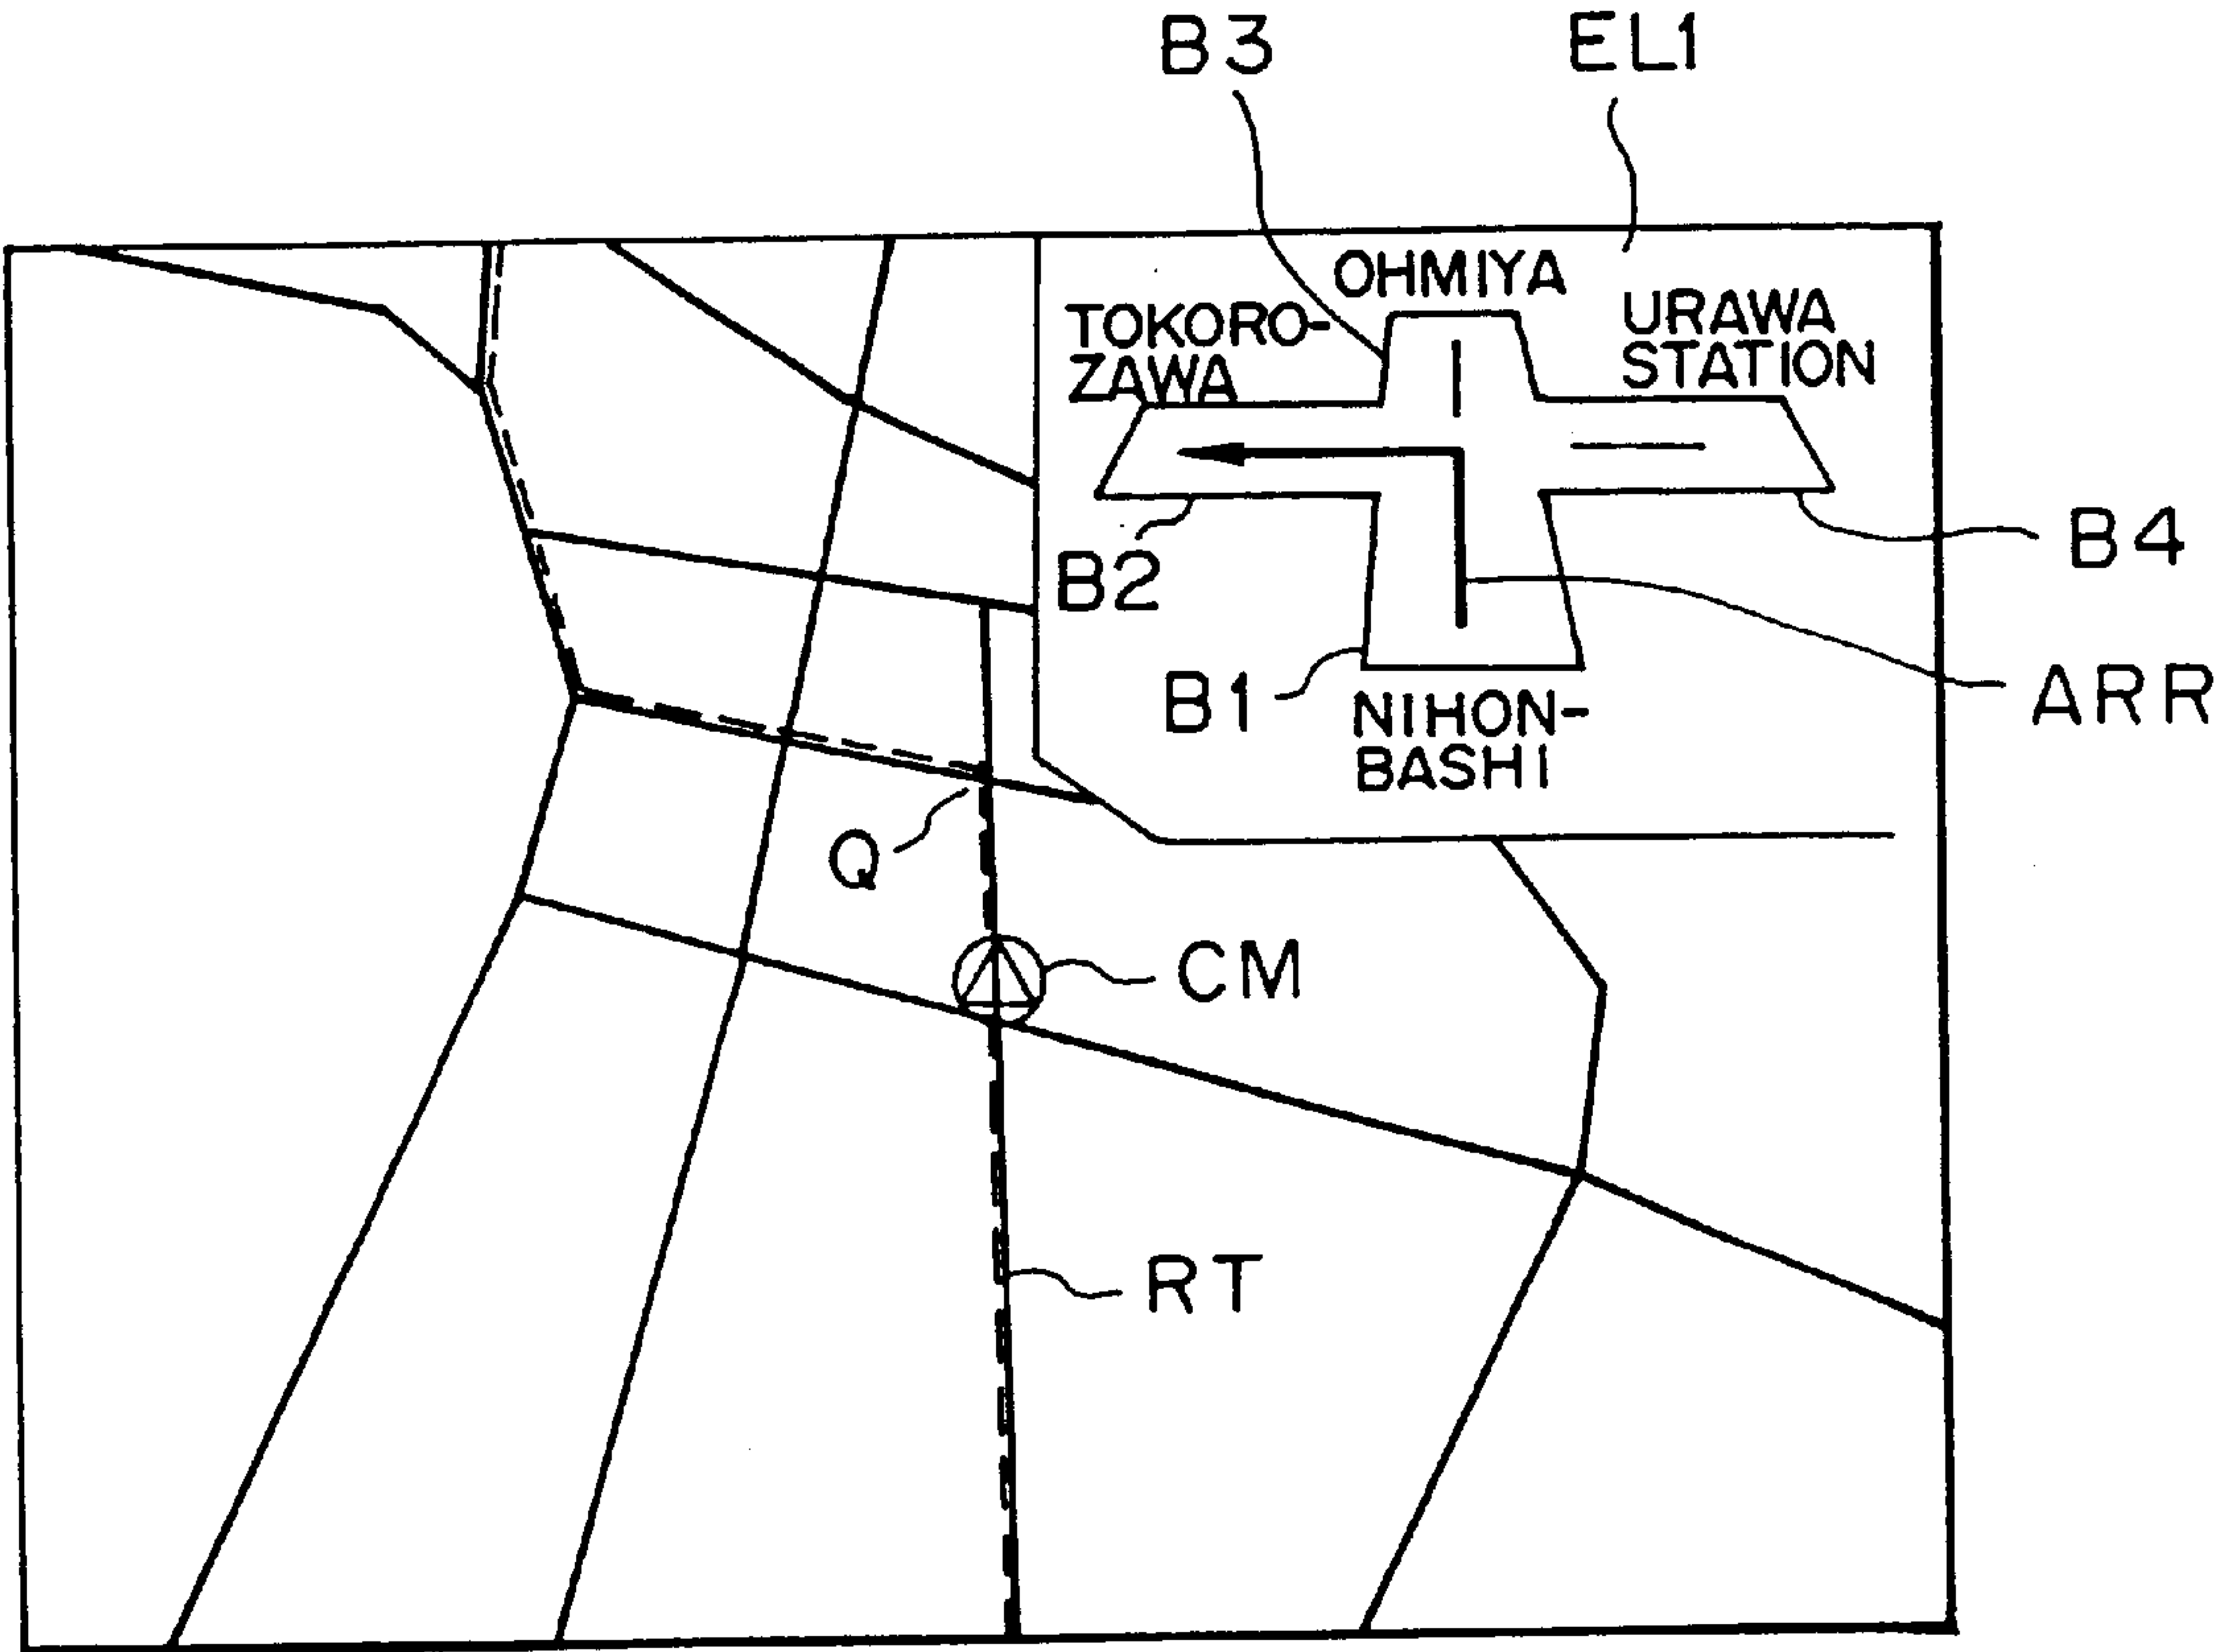 B3
EL1
OHMIYA
TOKORO-
ZAWA
URAWA
STATION
B4
B2
ARR
B1
NIHON-
BASHI
Q
CM
RT